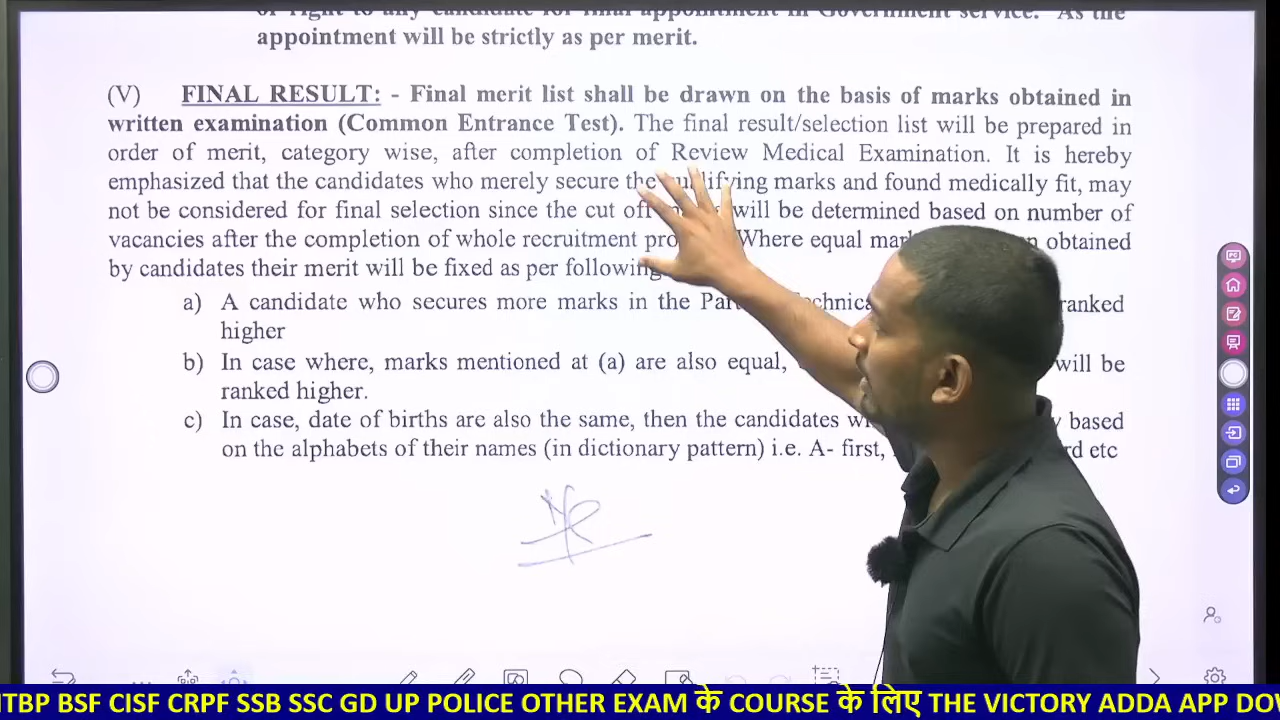 or right to any candidate for final appointment in Government service. As the
appointment will be strictly as per merit.
(V) FINAL RESULT: - Final merit list shall be drawn on the basis of marks obtained in
written examination (Common Entrance Test). The final result/selection list will be prepared in
order of merit, category wise, after completion of Review Medical Examination. It is hereby
emphasized that the candidates who merely secure the qualifying marks and found medically fit, may
not be considered for final selection since the cut off will be determined based on number of
vacancies after the completion of whole recruitment Where equal obtained
by candidates their merit will be fixed as per following
a) A candidate who secures more marks in the ranked
higher
b) In case where, marks mentioned at (a) are also equal, will be
ranked higher.
c) In case, date of births are also the same, then the candidates based
on the alphabets of their names (in dictionary pattern) i.e. A- first, etc
ITBP BSF CISF CRPF SSB SSC GD UP POLICE OTHER EXAM के COURSE के लिए THE VICTORY ADDA APP